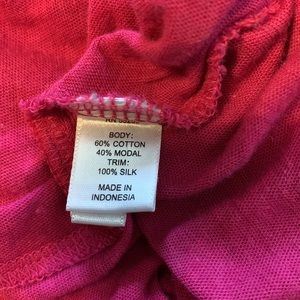 BODY:
60% COTTON
40% MODAL
TRIM:
100% SILK
MADE IN
INDONESIA